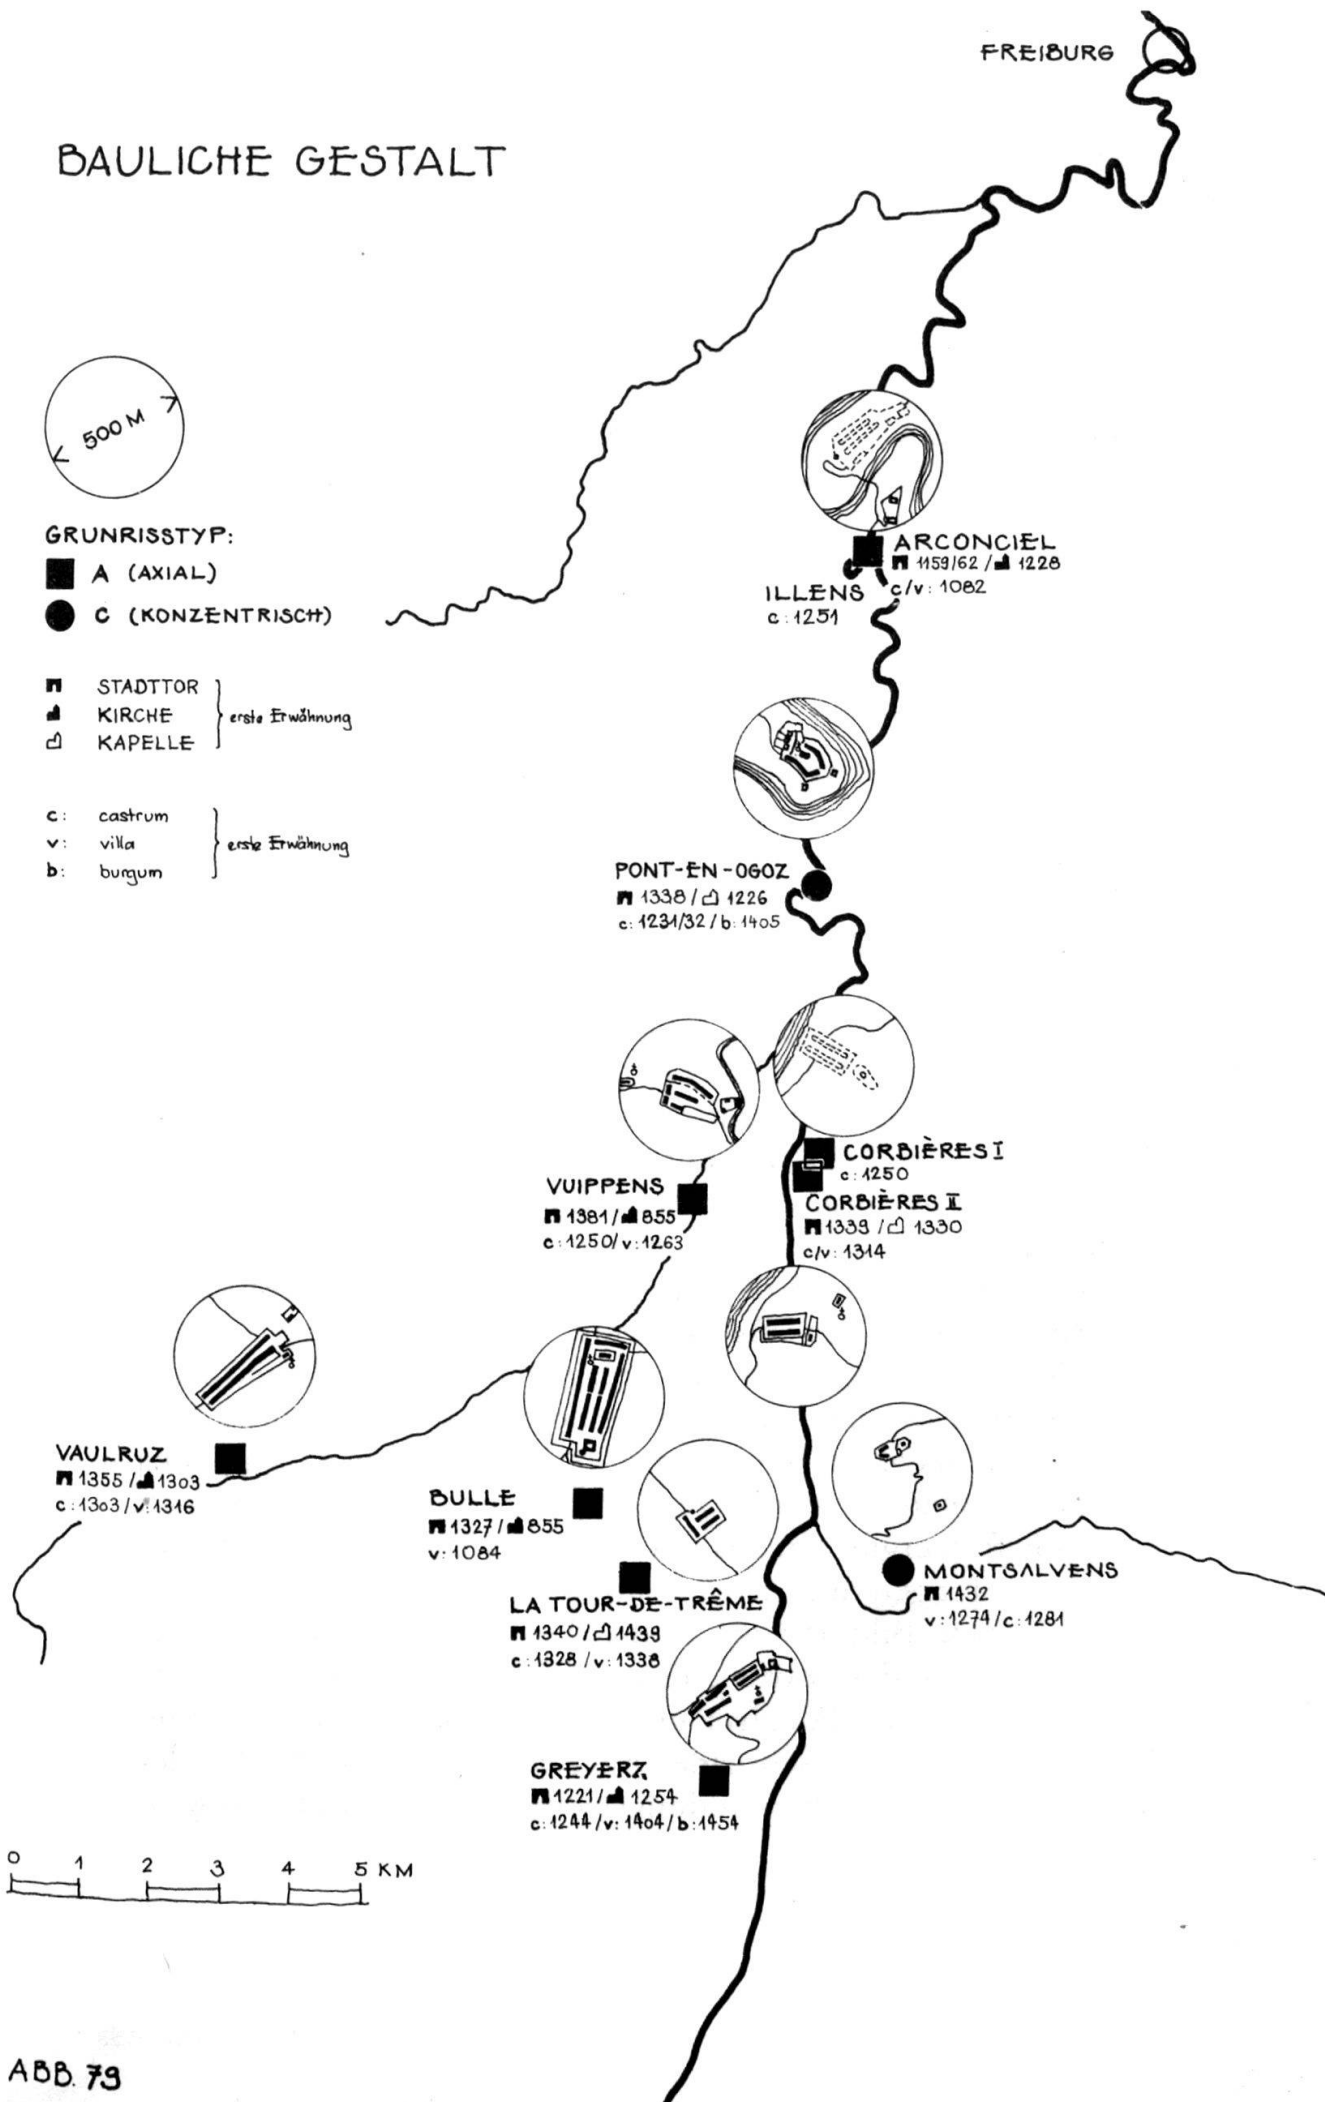 FREIBURG
BAULICHE GESTALT
500 M
GRUNRISSTYP:
A (AXIAL)
C (KONZENTRISCH)
STADTTOR
KIRCHE
KAPELLE
erste Erwähnung
c: castrum
v: villa
b: burgum
erste Erwähnung
ARCONCIEL
1159/62 / 1228
c/v: 1082
ILLENS
c: 1251
PONT-EN-OGOZ
1338 / 1226
c: 1231/32 / b: 1405
CORBIÈRES I
c: 1250
CORBIÈRES II
1339 / 1330
c/v: 1314
VUIPPENS
1381 / 855
c: 1250/ v: 1263
VAULRUZ
1355 / 1303
c: 1303/ v: 1316
BULLE
1327 / 855
v: 1084
LA TOUR-DE-TRÊME
1340 / 1439
c: 1328 / v: 1338
MONTSALVENS
1432
v: 1274 / c: 1281
GREYERZ
1221 / 1254
c: 1244 / v: 1404 / b: 1454
0 1 2 3 4 5 KM
ABB. 79